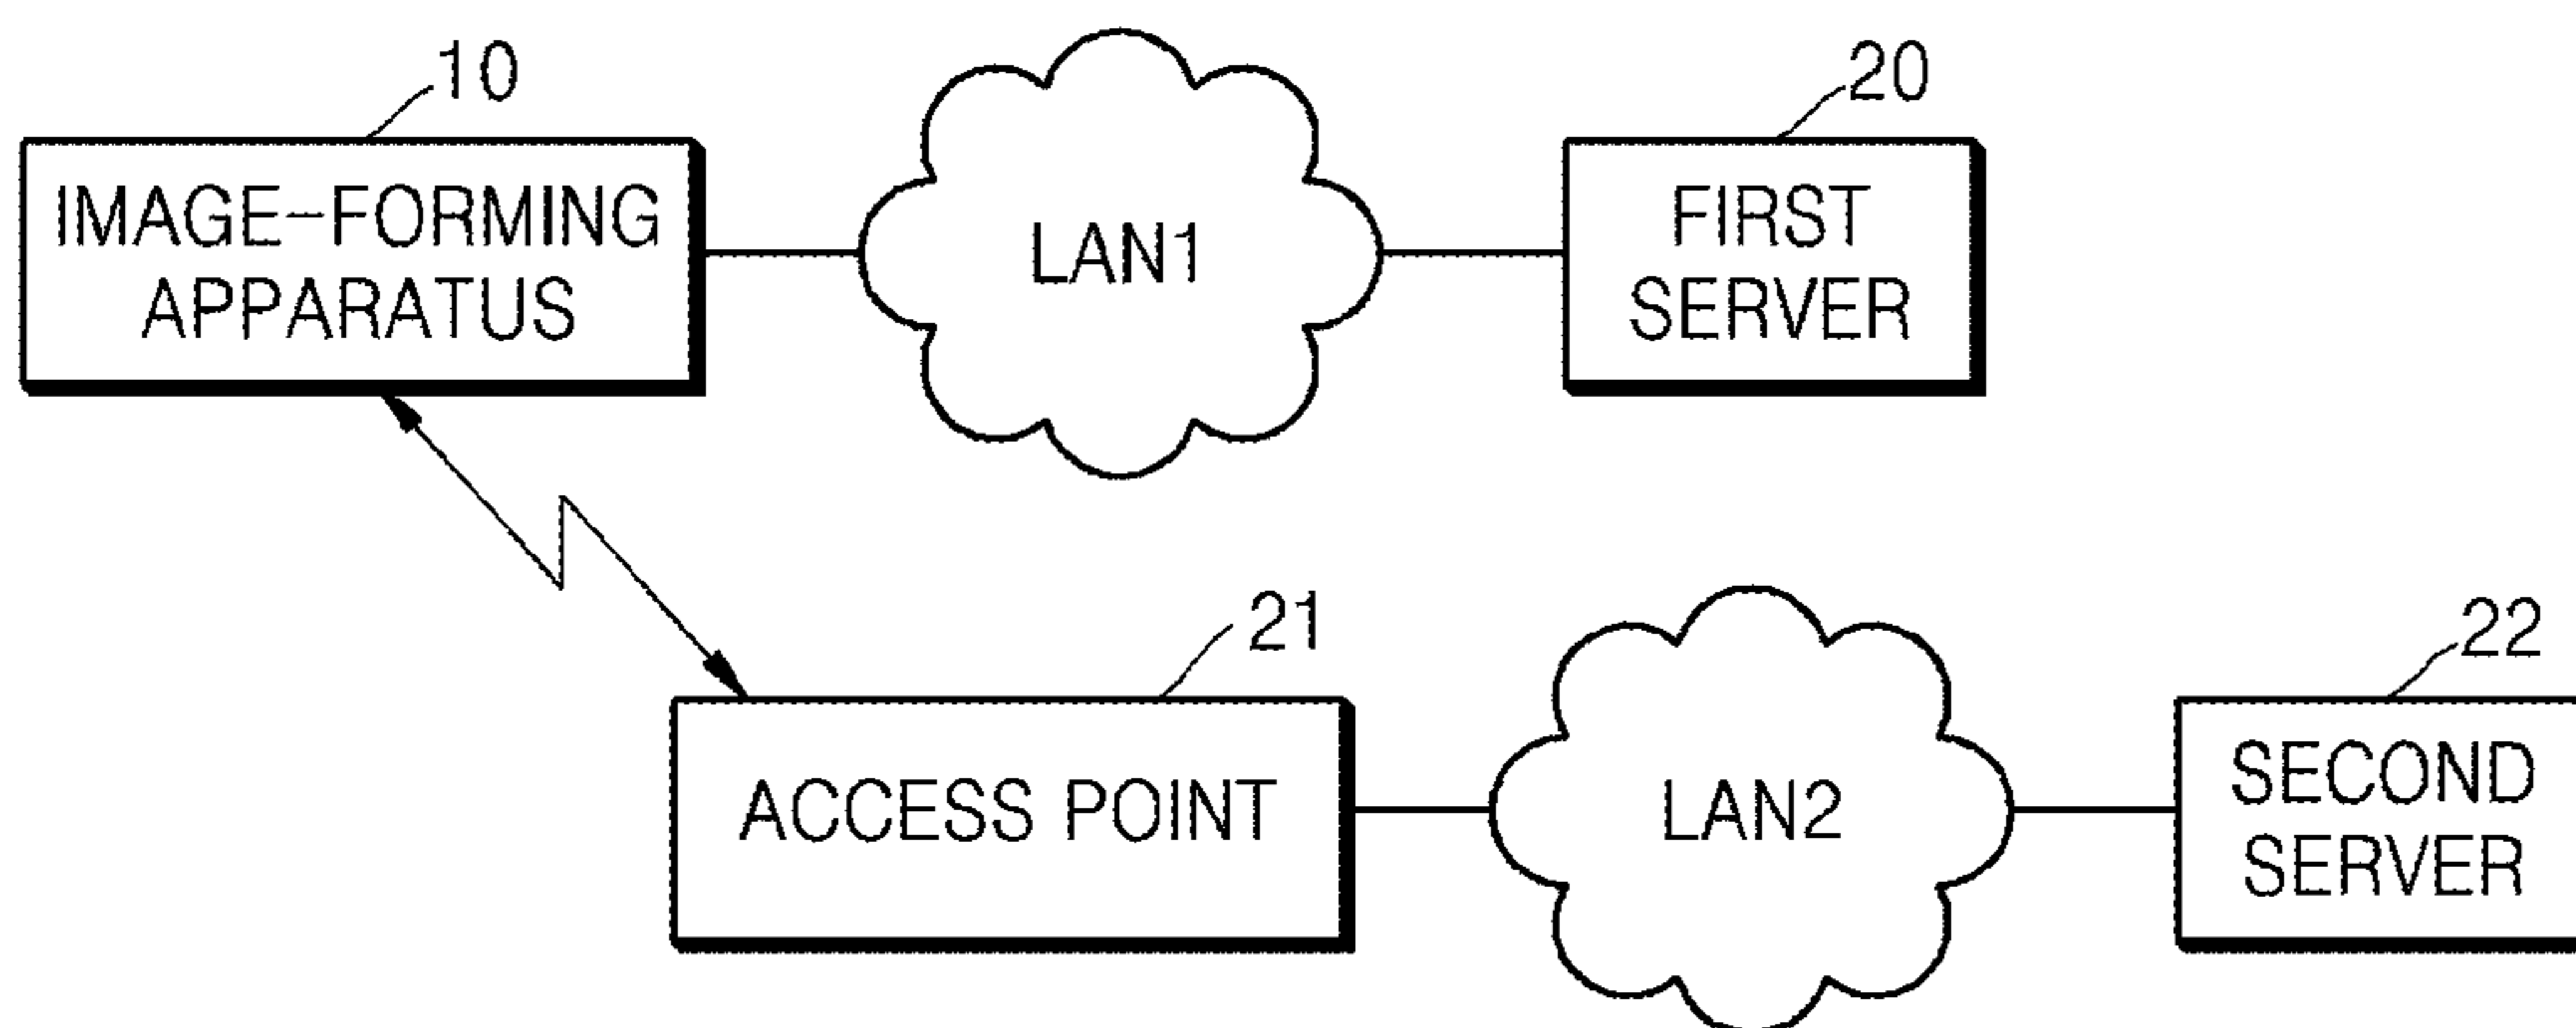 10
20
IMAGE-FORMING
APPARATUS
LAN1
FIRST
SERVER
21
22
ACCESS POINT
LAN2
SECOND
SERVER